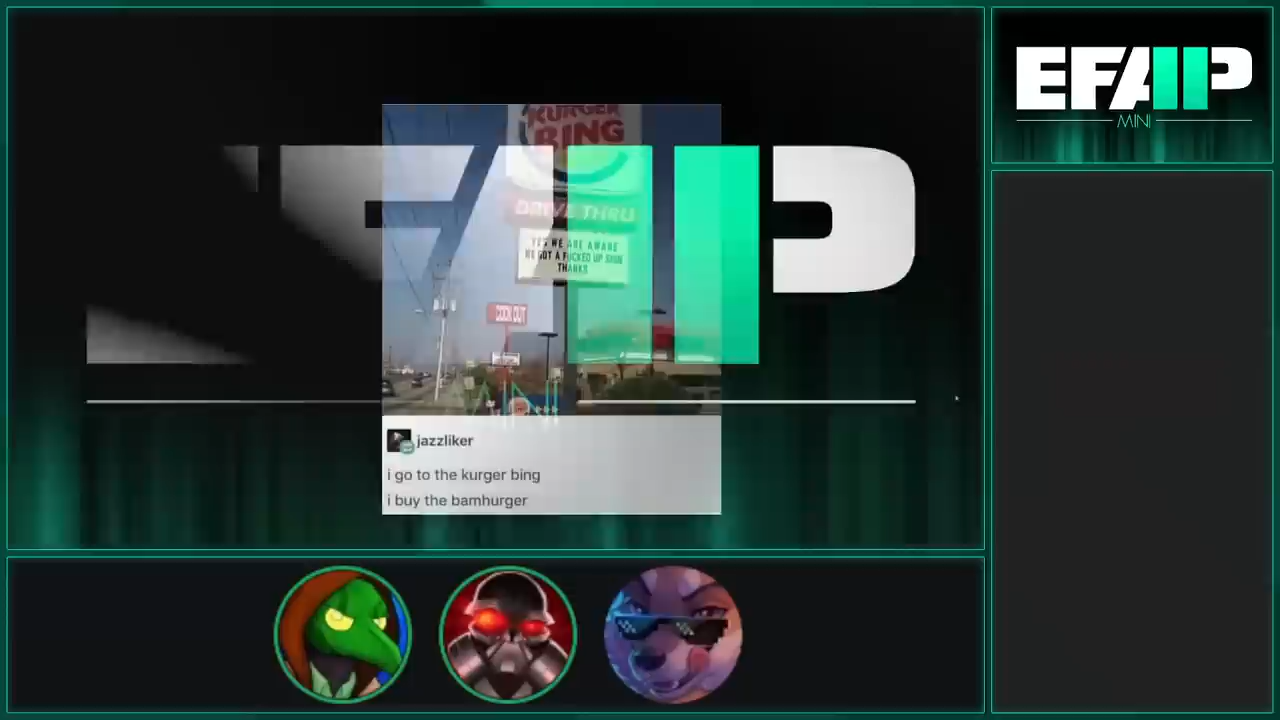 EFAP
MINI
KURGER
BING
DRIVE THRU
YES WE ARE AWARE
WE GOT A FUCKED UP SIGN
THANKS
jazzliker
i go to the kurger bing
i buy the bamhurger